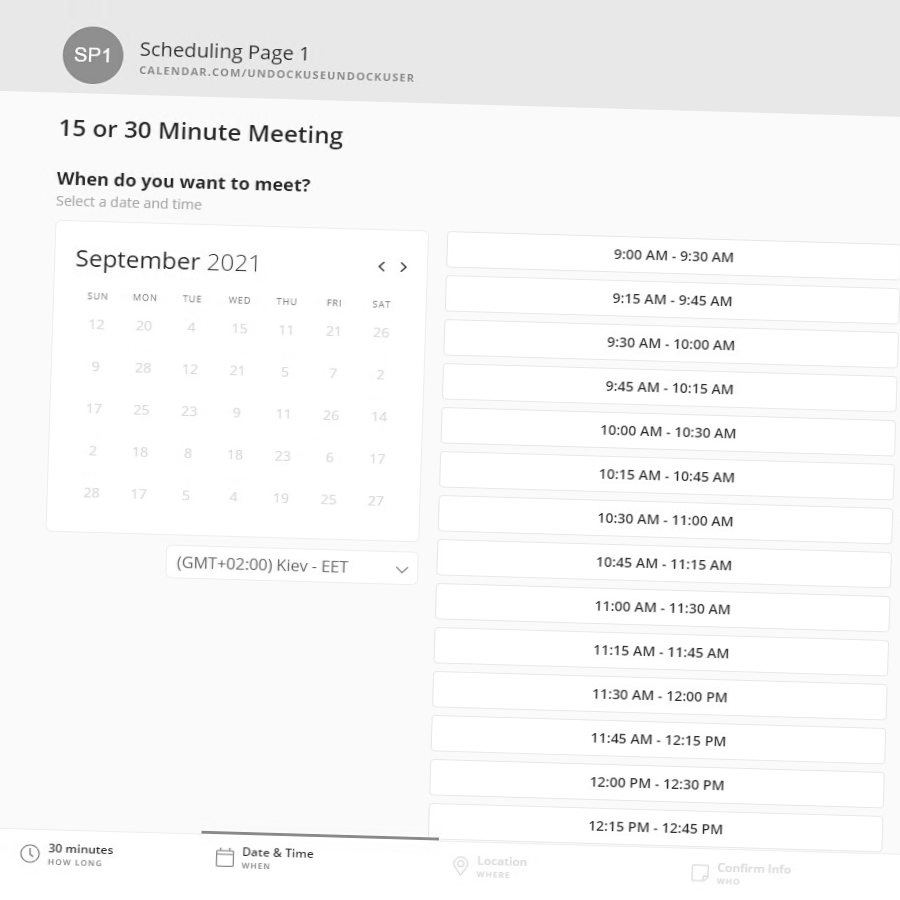 SP1
Scheduling Page 1
CALENDAR.COM/UNDOCKUSEUNDOCKUSER
15 or 30 Minute Meeting
When do you want to meet?
Select a date and time
September 2021
SUN MON TUE WED THU FRI SAT
12 20 4 15 11 21 26
9 28 12 21 5 7 2
17 25 23 9 11 26 14
2 18 8 18 23 6 17
28 17 5 4 19 25 27
(GMT+02:00) Kiev - EET
9:00 AM - 9:30 AM
9:15 AM - 9:45 AM
9:30 AM - 10:00 AM
9:45 AM - 10:15 AM
10:00 AM - 10:30 AM
10:15 AM - 10:45 AM
10:30 AM - 11:00 AM
10:45 AM - 11:15 AM
11:00 AM - 11:30 AM
11:15 AM - 11:45 AM
11:30 AM - 12:00 PM
11:45 AM - 12:15 PM
12:00 PM - 12:30 PM
12:15 PM - 12:45 PM
30 minutes
HOW LONG
Date & Time
WHEN
Location
WHERE
Confirm Info
WHO